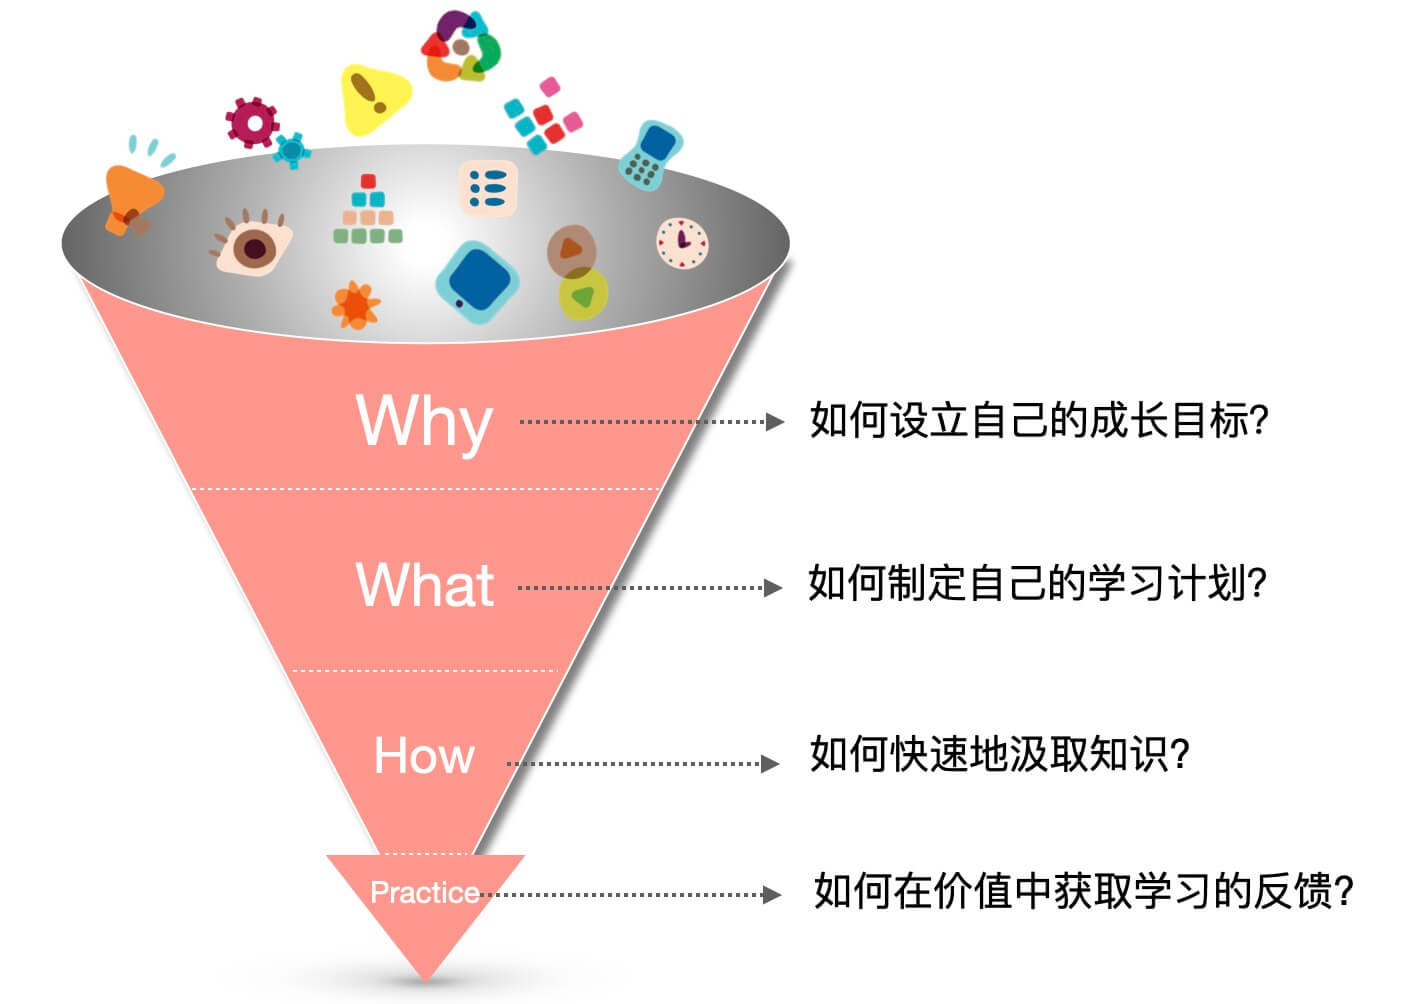 Why
如何设立自己的成长目标?
What
如何制定自己的学习计划?
How
如何快速地汲取知识?
Practice
如何在价值中获取学习的反馈?